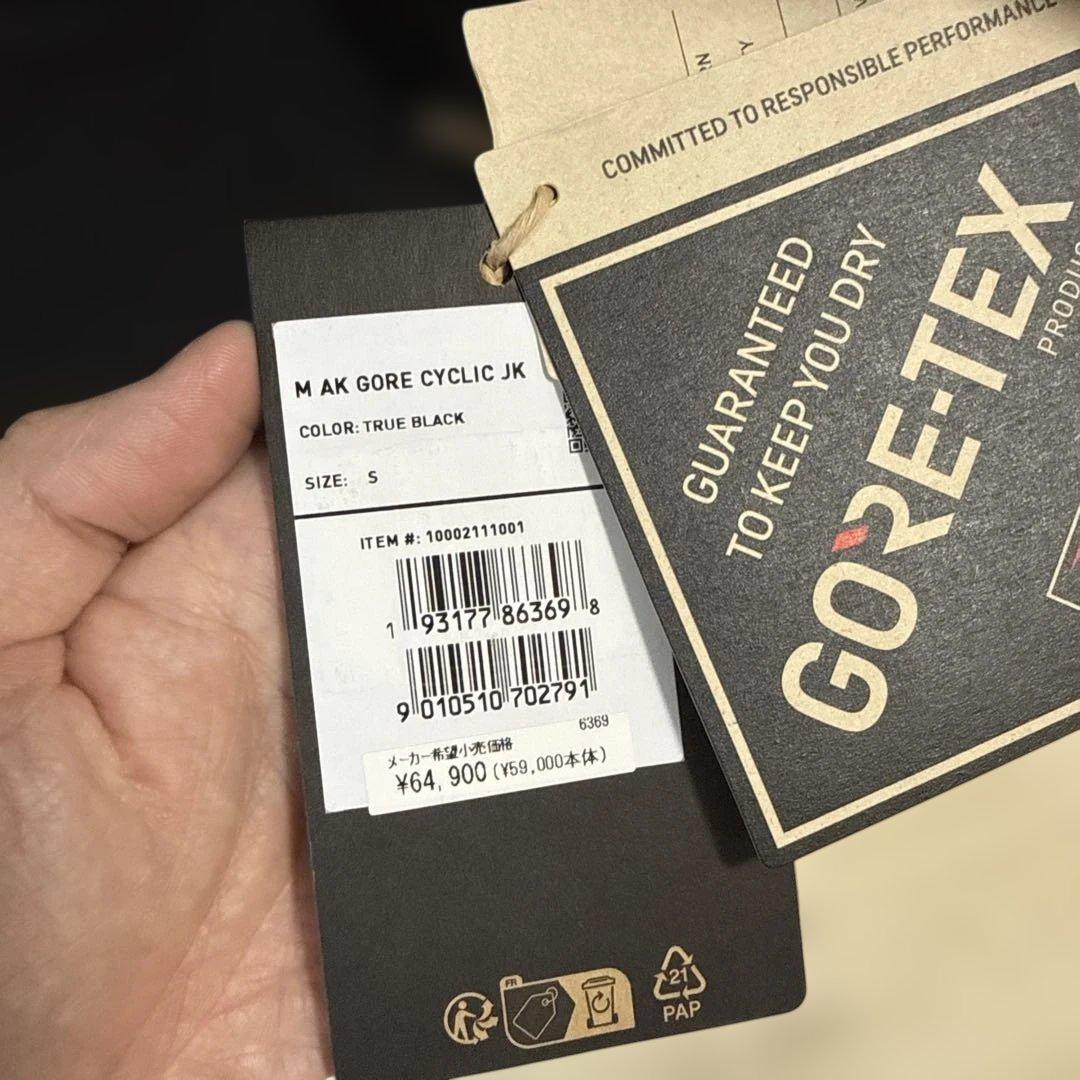 COMMITTED TO RESPONSIBLE PERFORMANCE
GUARANTEED
TO KEEP YOU DRY
GORE-TEX
M AK GORE CYCLIC JK
COLOR: TRUE BLACK
SIZE: S
ITEM #: 10002111001
1 93177 86369 8
9 010510 702791
6369
メーカー希望小売価格
¥64,900(¥59,000本体)
FR
21
PAP